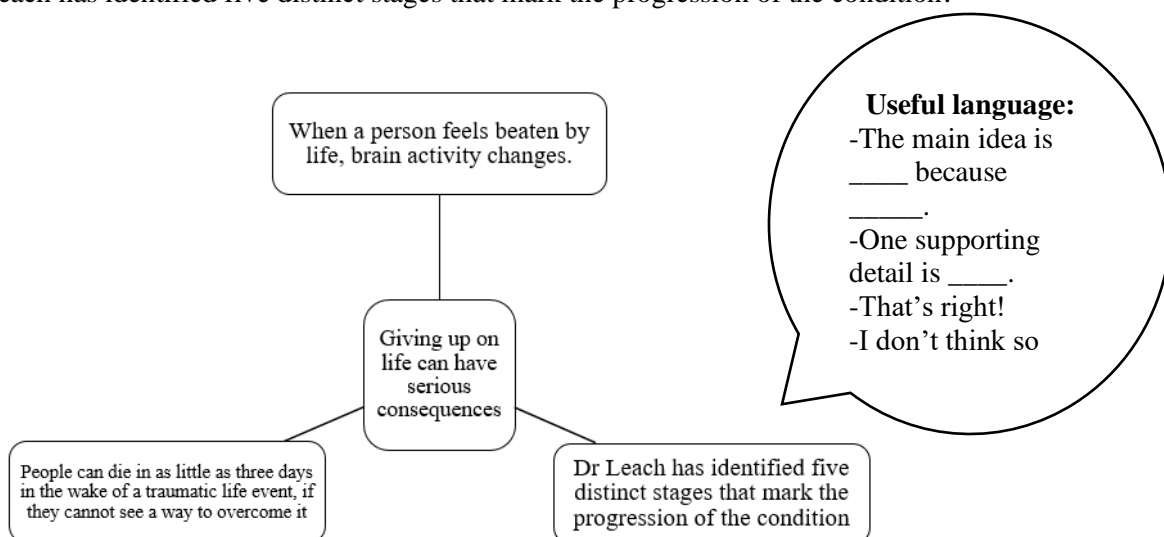 each has identified five distinct stages that mark the progression of the condition.
When a person feels beaten by
life, brain activity changes.
Useful language:
-The main idea is
____ because
_____.
-One supporting
detail is ____.
-That's right!
-I don't think so
Giving up on
life can have
serious
consequences
People can die in as little as three days
in the wake of a traumatic life event, if
they cannot see a way to overcome it
Dr Leach has identified five
distinct stages that mark the
progression of the condition